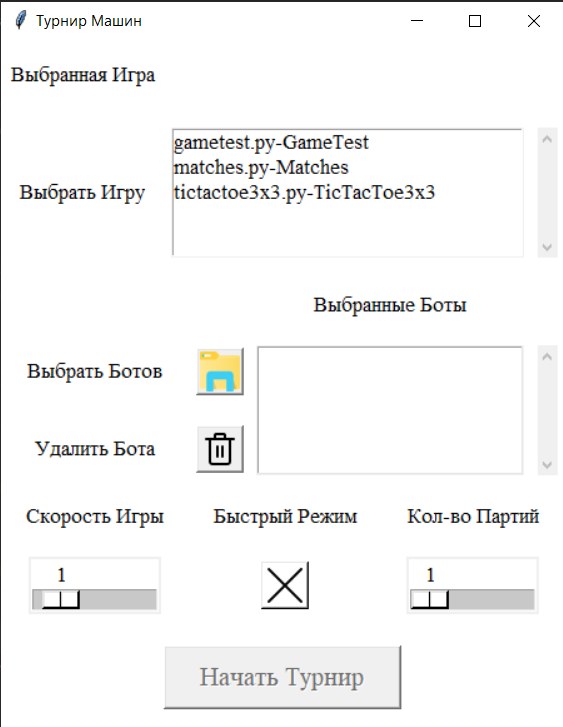 Турнир Машин
Выбранная Игра
gametest.py-GameTest
matches.py-Matches
Выбрать Игру
tictactoe3x3.py-TicTacToe3x3
Выбранные Боты
Выбрать Ботов
Удалить Бота
Скорость Игры
Быстрый Режим
Кол-во Партий
1
1
Начать Турнир